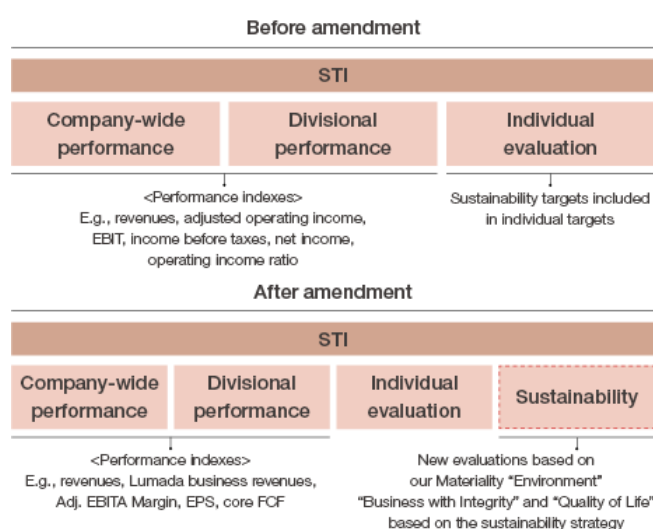 Before amendment
STI
Company-wide performance
Divisional performance
Individual evaluation
<Performance indexes>
E.g., revenues, adjusted operating income,
EBIT, income before taxes, net income,
operating income ratio
Sustainability targets included
in individual targets
After amendment
STI
Company-wide performance
Divisional performance
Individual evaluation
Sustainability
<Performance indexes>
E.g., revenues, Lumada business revenues,
Adj. EBITA Margin, EPS, core FCF
New evaluations based on
our Materiality “Environment”
“Business with Integrity” and “Quality of Life”
based on the sustainability strategy